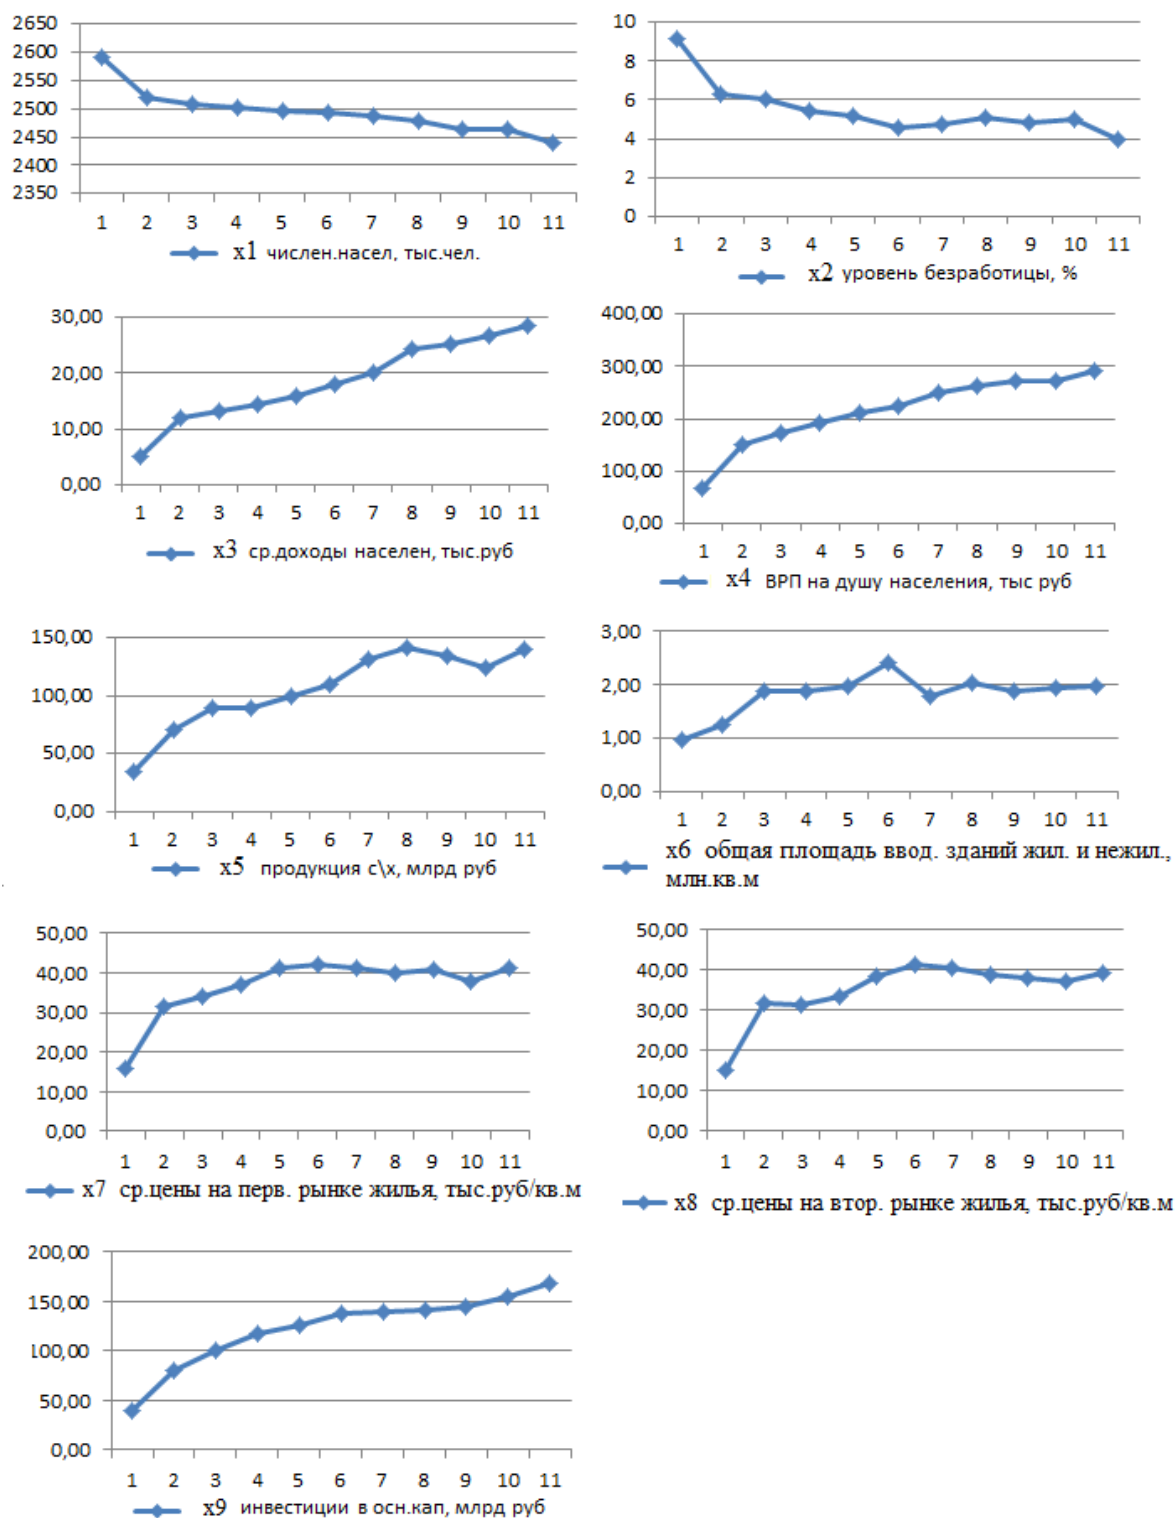 2650
2600
2550
2500
2450
2400
2350
1 2 3 4 5 6 7 8 9 10 11
x1 числен.насел, тыс.чел.
10
8
6
4
2
0
1 2 3 4 5 6 7 8 9 10 11
x2 уровень безработицы, %
30,00
20,00
10,00
0,00
1 2 3 4 5 6 7 8 9 10 11
x3 ср.доходы населен, тыс.руб
400,00
300,00
200,00
100,00
0,00
1 2 3 4 5 6 7 8 9 10 11
x4 ВРП на душу населения, тыс руб
150,00
100,00
50,00
0,00
1 2 3 4 5 6 7 8 9 10 11
x5 продукция с\х, млрд руб
3,00
2,00
1,00
0,00
1 2 3 4 5 6 7 8 9 10 11
x6 общая площадь ввод. зданий жил. и нежил.,
млн.кв.м
50,00
40,00
30,00
20,00
10,00
0,00
1 2 3 4 5 6 7 8 9 10 11
x7 ср.цены на перв. рынке жилья, тыс.руб/кв.м
50,00
40,00
30,00
20,00
10,00
0,00
1 2 3 4 5 6 7 8 9 10 11
x8 ср.цены на втор. рынке жилья, тыс.руб/кв.м
200,00
150,00
100,00
50,00
0,00
1 2 3 4 5 6 7 8 9 10 11
x9 инвестиции в осн.кап, млрд руб